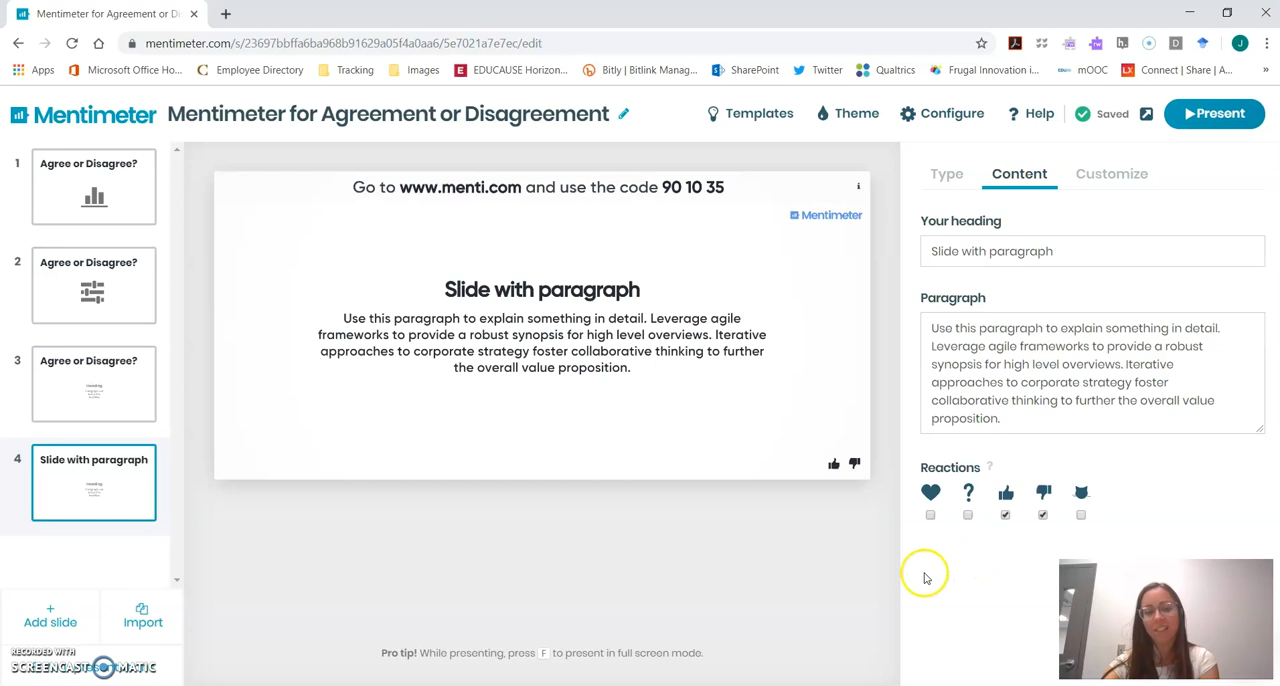 Mentimeter for Agreement or Di
mentimeter.com/s/23697bbffa6ba968b91629a05f4a0aa6/5e7021a7e7ec/edit
Apps
Microsoft Office Ho...
Employee Directory
Tracking
Images
EDUCAUSE Horizon...
Bitly | Bitlink Manag...
SharePoint
Twitter
Qualtrics
Frugal Innovation i...
mOOC
Connect | Share | A...
»
Mentimeter
Mentimeter for Agreement or Disagreement
Templates
Theme
Configure
? Help
Saved
Present
1
Agree or Disagree?
2
Agree or Disagree?
3
Agree or Disagree?
4
Slide with paragraph
+
Add slide
Import
RECORDED WITH
SCREENCAST MATIC
Go to www.menti.com and use the code 90 10 35
Mentimeter
Slide with paragraph
Use this paragraph to explain something in detail. Leverage agile
frameworks to provide a robust synopsis for high level overviews. Iterative
approaches to corporate strategy foster collaborative thinking to further
the overall value proposition.
Pro tip! While presenting, press F to present in full screen mode.
Type
Content
Customize
Your heading
Slide with paragraph
Paragraph
Use this paragraph to explain something in detail.
Leverage agile frameworks to provide a robust
synopsis for high level overviews. Iterative
approaches to corporate strategy foster
collaborative thinking to further the overall value
proposition.
Reactions ?